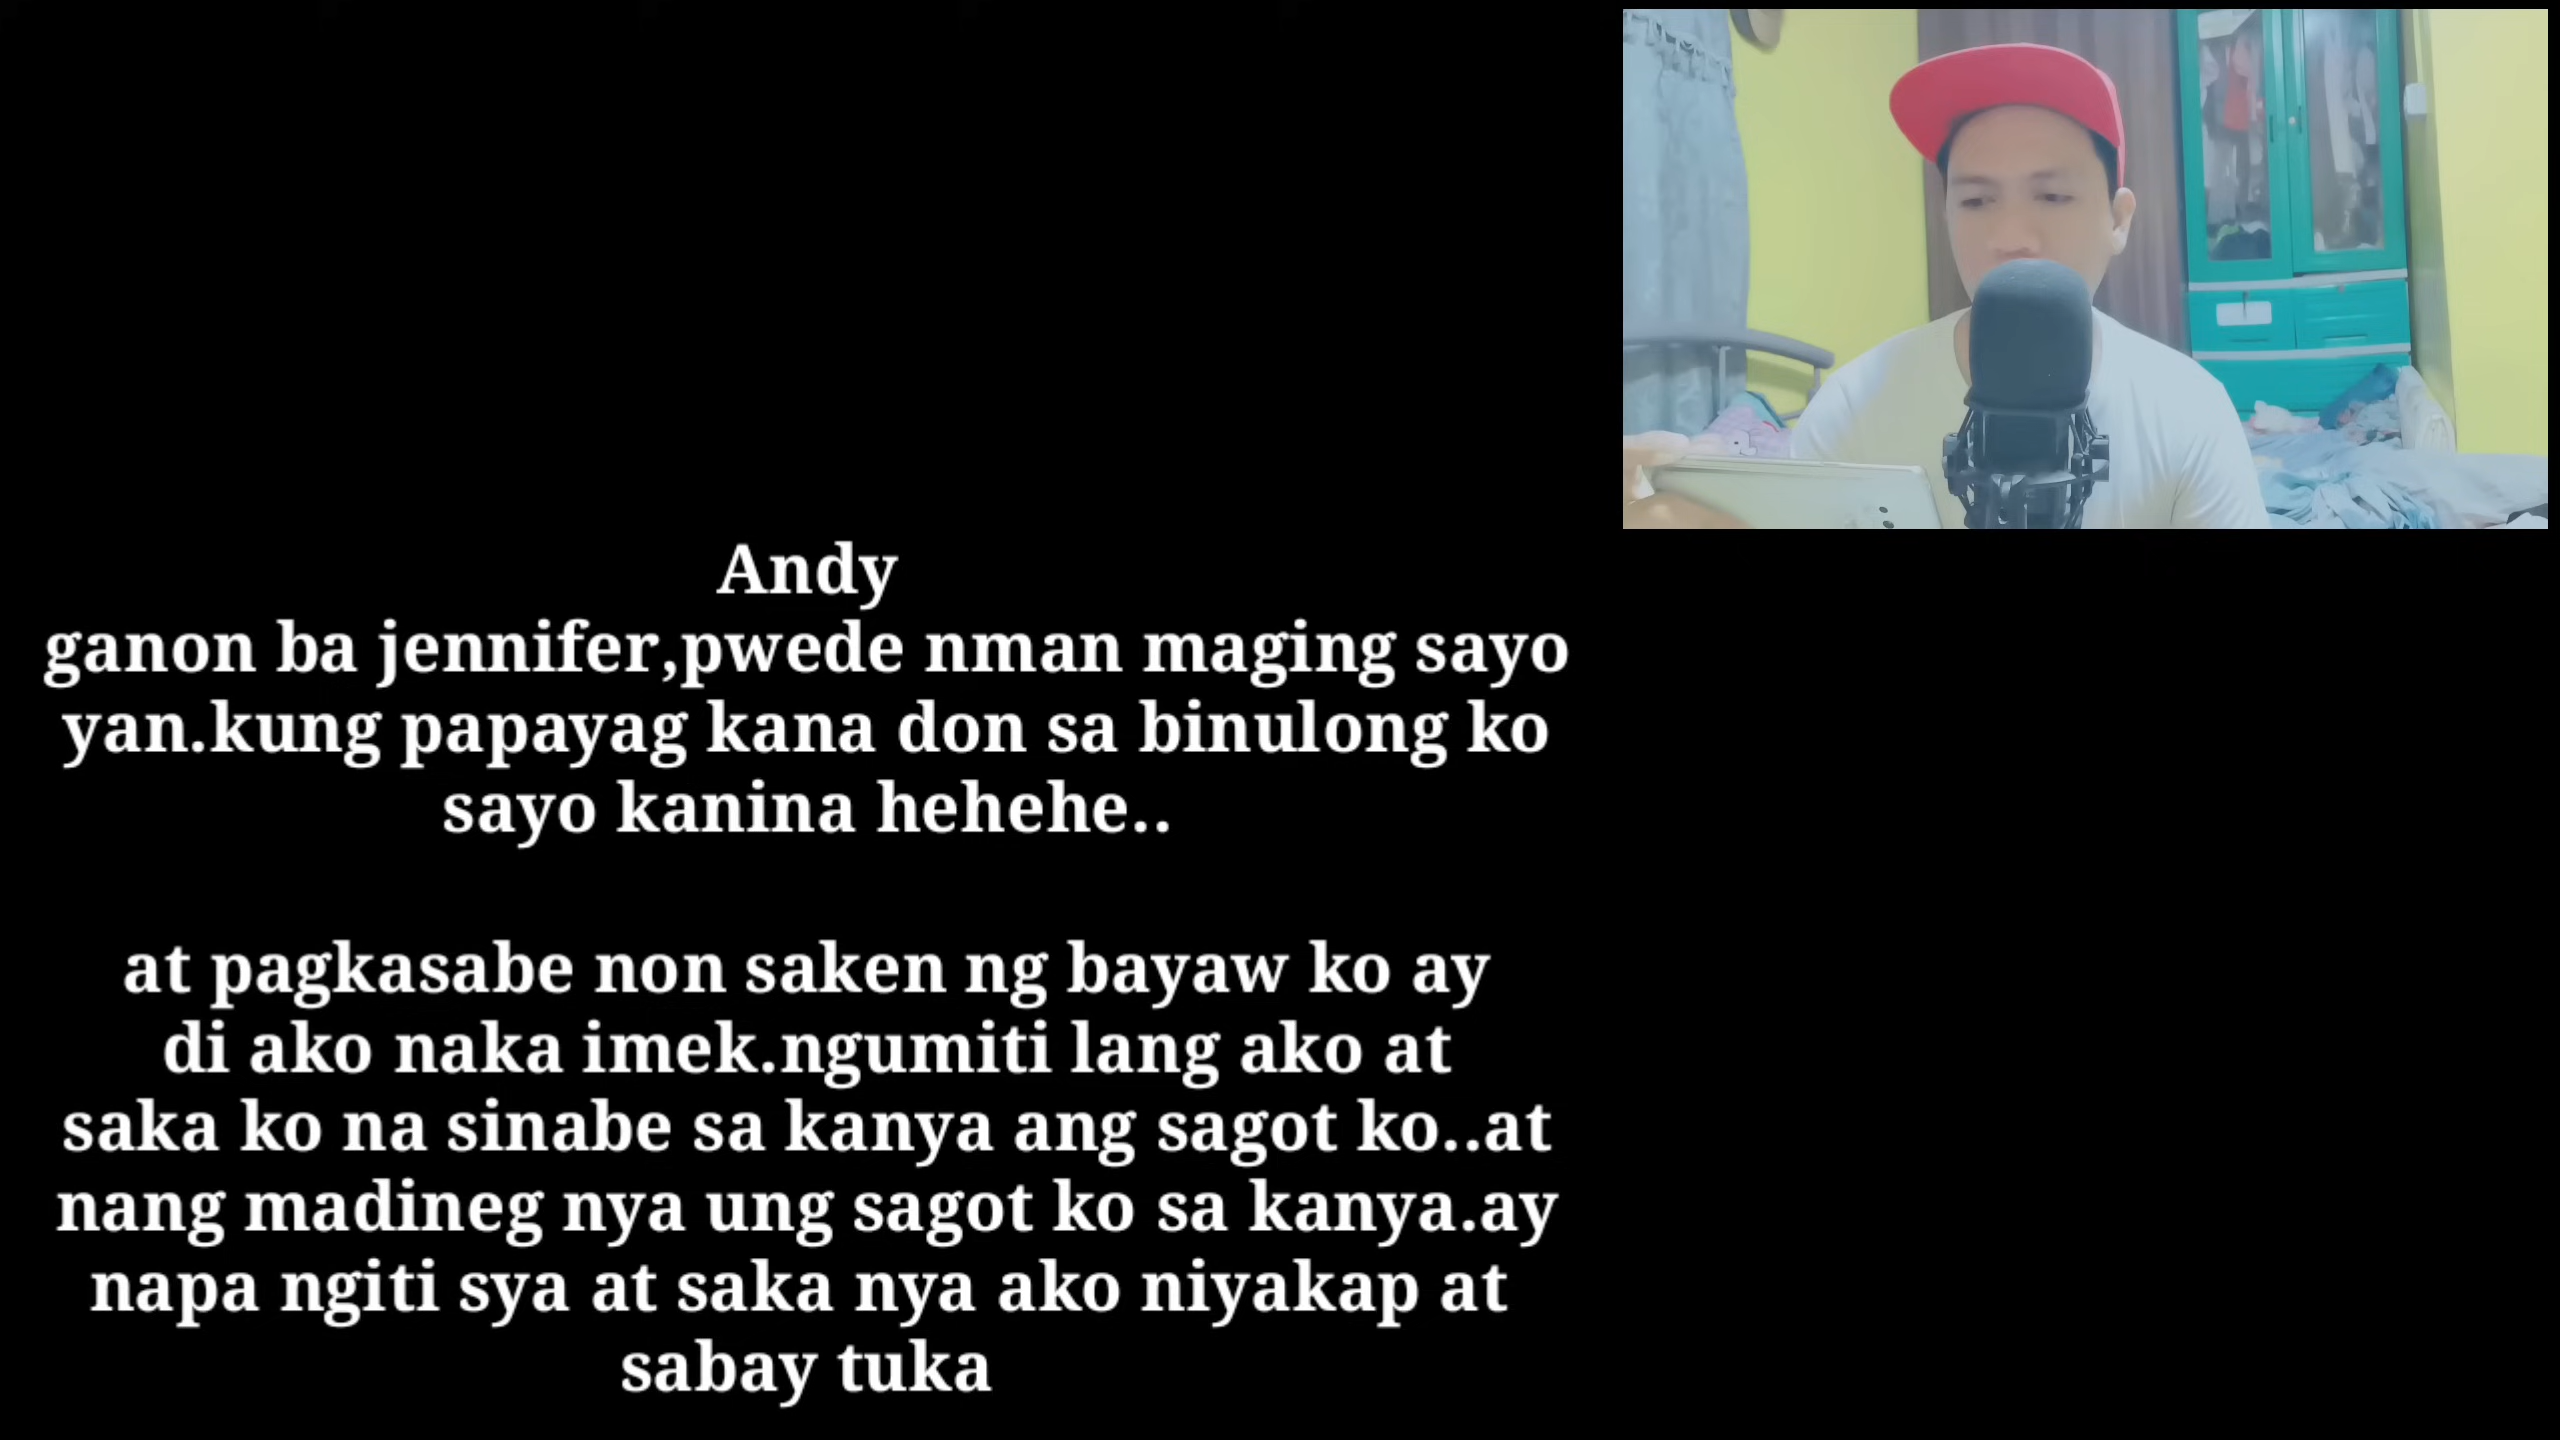 Andy
ganon ba jennifer,pwede nman maging sayo
yan.kung papayag kana don sa binulong ko
sayo kanina hehehe..
at pagkasabe non saken ng bayaw ko ay
di ako naka imek.ngumiti lang ako at
saka ko na sinabe sa kanya ang sagot ko..at
nang madineg nya ung sagot ko sa kanya.ay
napa ngiti sya at saka nya ako niyakap at
sabay tuka